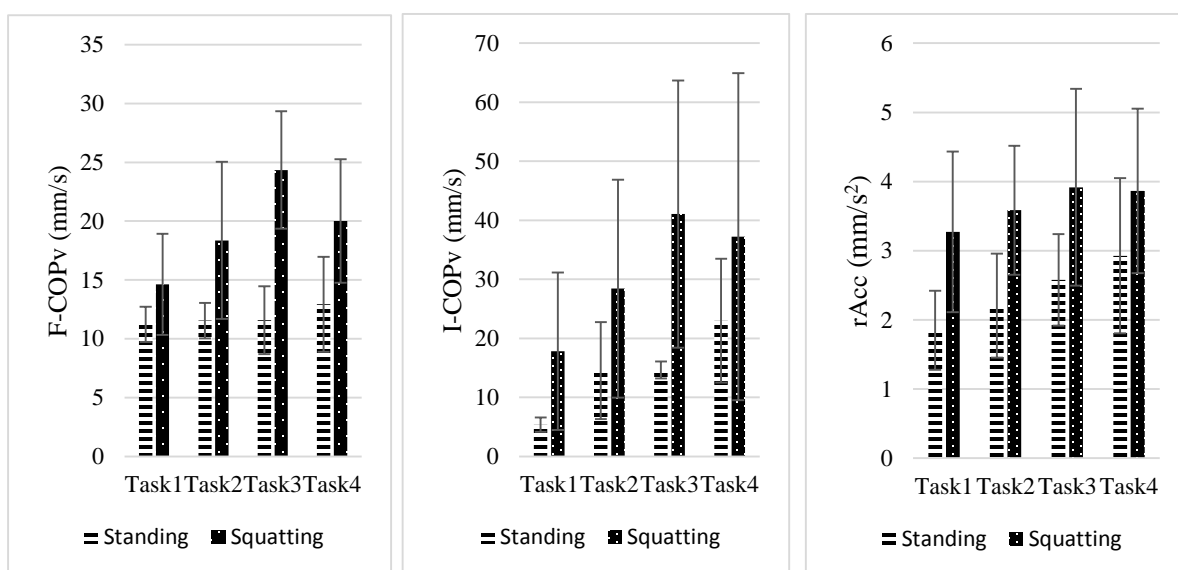 F-COPv (mm/s)
35
30
25
20
15
10
5
0
Task1 Task2 Task3 Task4
Standing Squatting
I-COPv (mm/s)
70
60
50
40
30
20
10
0
Task1 Task2 Task3 Task4
Standing Squatting
rAcc (mm/s²)
6
5
4
3
2
1
0
Task1 Task2 Task3 Task4
Standing Squatting